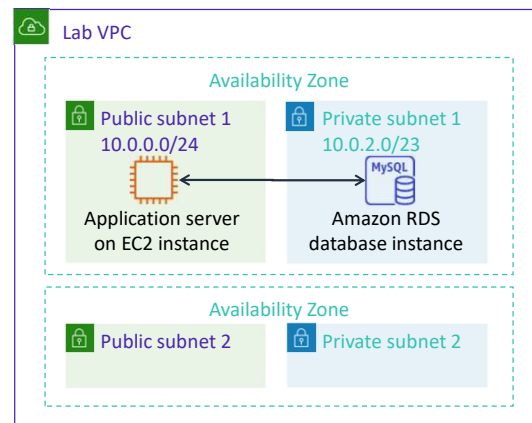 Lab VPC
Availability Zone
Public subnet 1
10.0.0.0/24
Application server
on EC2 instance
Private subnet 1
10.0.2.0/23
MySQL
Amazon RDS
database instance
Availability Zone
Public subnet 2
Private subnet 2